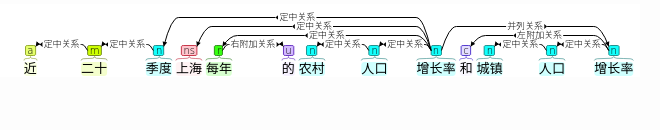 定中关系
定中关系 并列关系
定中关系 左附加关系
定中关系 定中关系 右附加关系 定中关系 定中关系 定中关系 定中关系
a m n ns r u n n n c n n n
近 二十 季度 上海 每年 的 农村 人口 增长率 和 城镇 人口 增长率